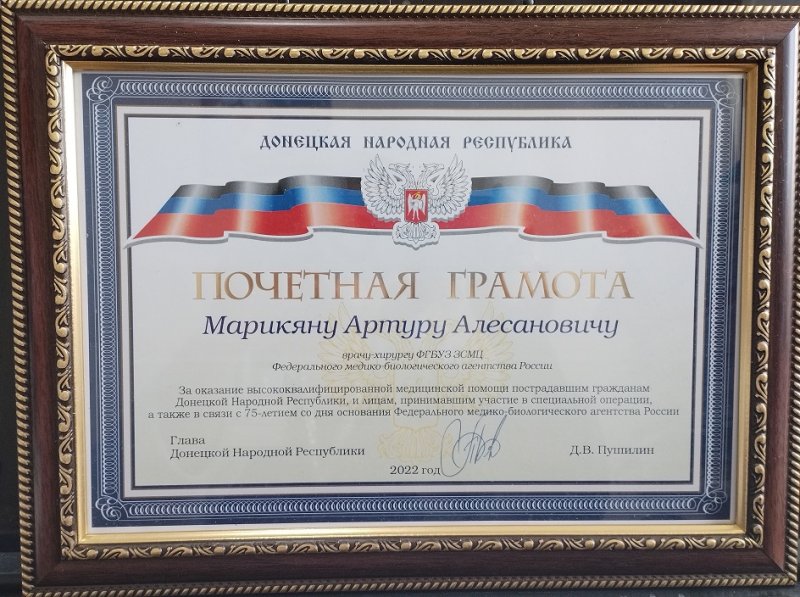 ДОНЕЦКАЯ НАРОДНАЯ РЕСПУБЛИКА
ПОЧЕТНАЯ ГРАМОТА
Марикяну Артуру Алесановичу
врачу-хирургу ФГБУЗ ЗСМЦ
Федерального медико-биологического агентства России
За оказание высококвалифицированной медицинской помощи пострадавшим гражданам
Донецкой Народной Республики, и лицам, принимавшим участие в специальной операции,
а также в связи с 75-летием со дня основания Федерального медико-биологического агентства России
Глава
Донецкой Народной Республики
Д.В. Пушилин
2022 год